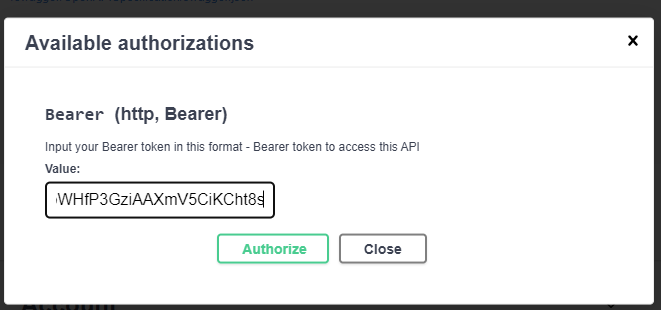 Available authorizations
×
Bearer (http, Bearer)
Input your Bearer token in this format - Bearer token to access this API
Value:
WHfP3GziAAXmV5CiKCht8s
Authorize Close
Account